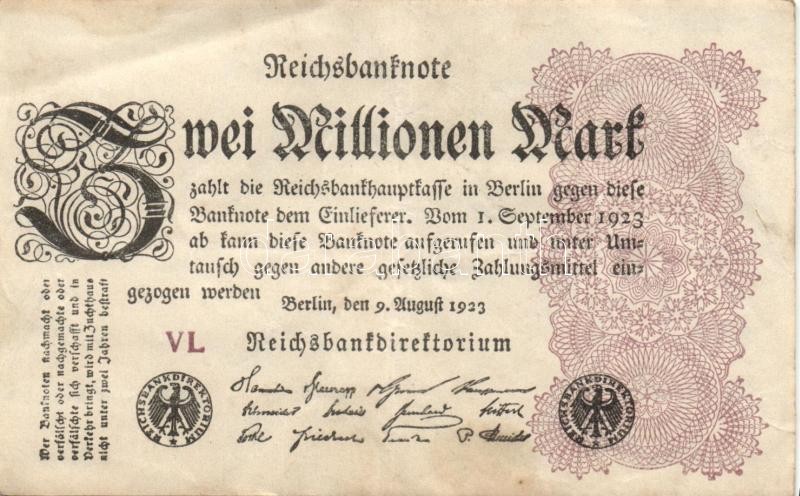 Reichsbanknote
Zwei Millionen Mark
zahlt die Reichsbankhauptkasse in Berlin gegen diese
Banknote dem Einlieferer. Vom 1. September 1923
ab kann diese Banknote aufgerufen und unter Um-
tausch gegen andere gesetzliche Zahlungsmittel ein-
gezogen werden
Berlin, den 9. August 1923
VL
Reichsbankdirektorium
Wer Banknoten nachmacht oder
verfälscht oder nachgemachte oder
verfälschte sich verschafft und in
Verkehr bringt, wird mit Zuchthaus
nicht unter zwei Jahren bestraft
REICHSBANKDIREKTORIUM
REICHSBANKDIREKTORIUM